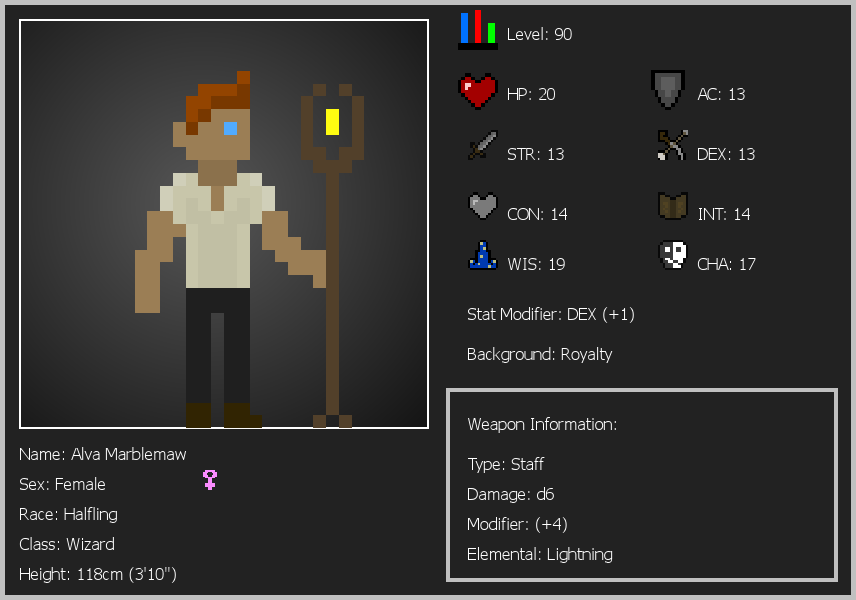 Level: 90
HP: 20
AC: 13
STR: 13
DEX: 13
CON: 14
INT: 14
WIS: 19
CHA: 17
Stat Modifier: DEX (+1)
Background: Royalty
Weapon Information:
Type: Staff
Damage: d6
Modifier: (+4)
Elemental: Lightning
Name: Alva Marblemaw
Sex: Female
Race: Halfling
Class: Wizard
Height: 118cm (3'10")